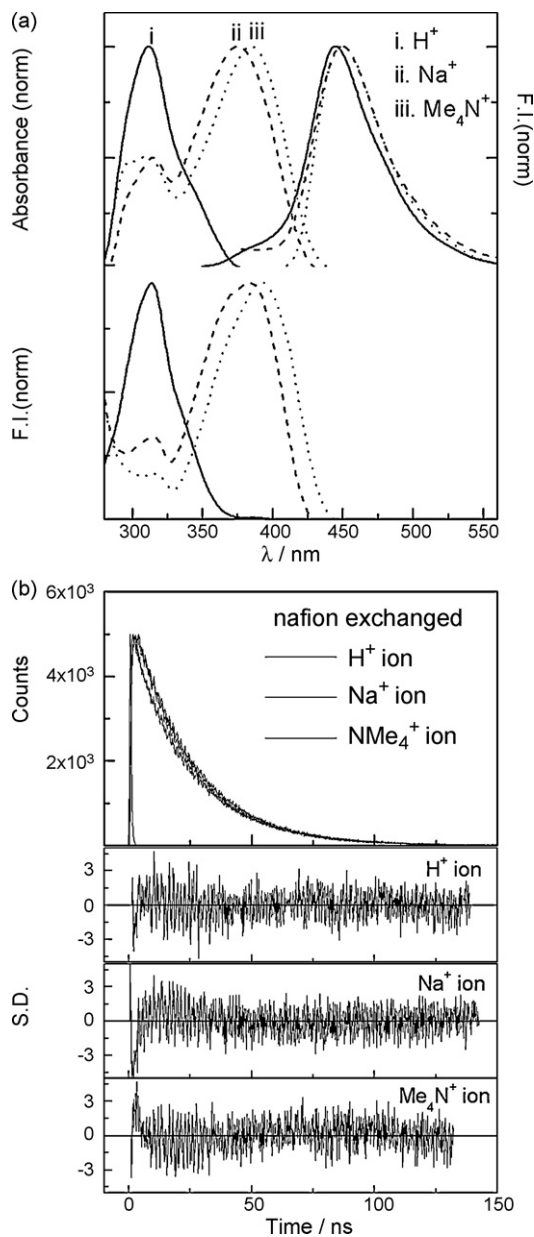 (a)
i ii iii
i. H⁺
ii. Na⁺
iii. Me₄N⁺
Absorbance (norm)
F.I.(norm)
F.I.(norm)
300 350 400 450 500 550
λ / nm
(b)
6x10³
4x10³
2x10³
Counts
nafion exchanged
H⁺ ion
Na⁺ ion
NMe₄⁺ ion
3
0
-3
H⁺ ion
3
0
-3
Na⁺ ion
S.D.
3
0
-3
Me₄N⁺ ion
0 50 100 150
Time / ns